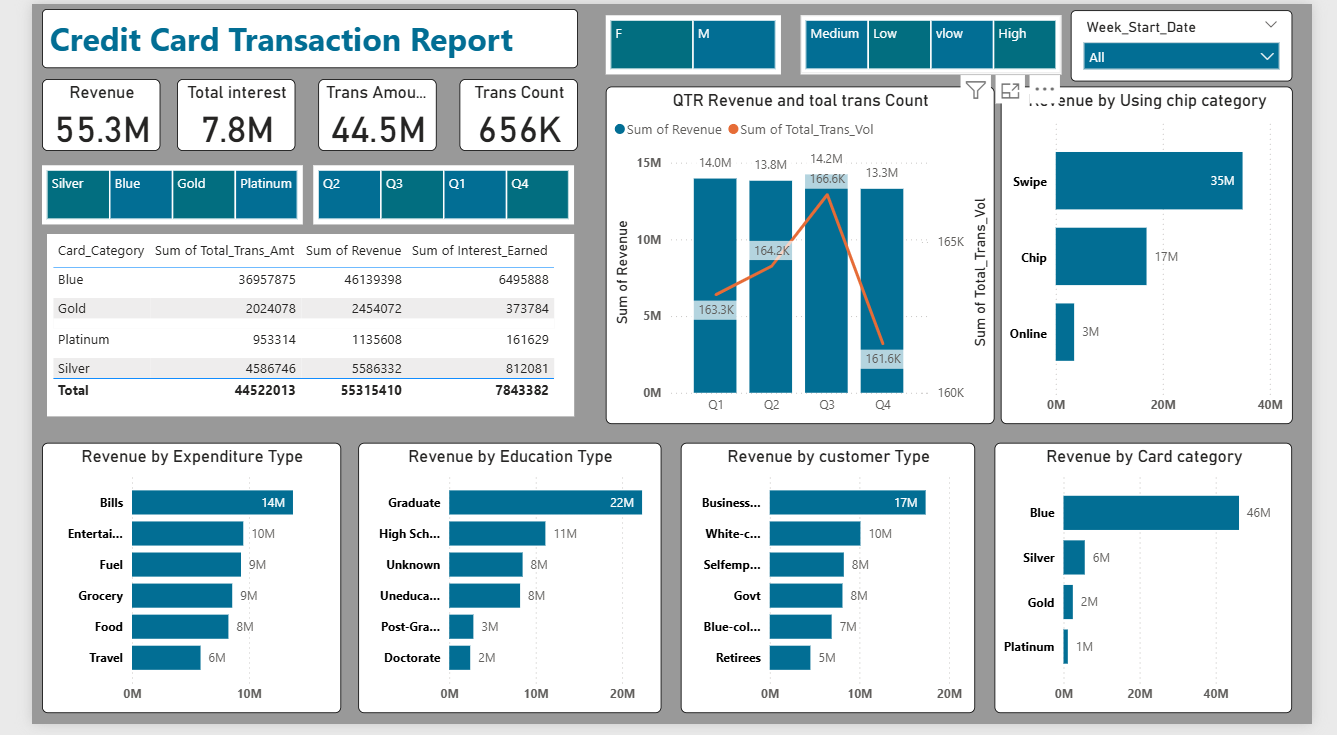 Credit Card Transaction Report
F M
Medium Low vlow High
Week_Start_Date
All
Revenue
55.3M
Total interest
7.8M
Trans Amou...
44.5M
Trans Count
656K
Silver Blue Gold Platinum
Q2 Q3 Q1 Q4
Card_Category Sum of Total_Trans_Amt Sum of Revenue Sum of Interest_Earned
Blue 36957875 46139398 6495888
Gold 2024078 2454072 373784
Platinum 953314 1135608 161629
Silver 4586746 5586332 812081
Total 44522013 55315410 7843382
QTR Revenue and toal trans Count
Sum of Revenue Sum of Total_Trans_Vol
Sum of Revenue
15M
10M
5M
0M
14.0M 13.8M 14.2M 13.3M
163.3K 164.2K 166.6K 161.6K
165K
160K
Sum of Total_Trans_Vol
Q1 Q2 Q3 Q4
evenue by Using chip category
Swipe 35M
Chip 17M
Online 3M
0M 20M 40M
Revenue by Expenditure Type
Bills 14M
Entertai... 10M
Fuel 9M
Grocery 9M
Food 8M
Travel 6M
0M 10M
Revenue by Education Type
Graduate 22M
High Sch... 11M
Unknown 8M
Uneduca... 8M
Post-Gra... 3M
Doctorate 2M
0M 10M 20M
Revenue by customer Type
Business... 17M
White-c... 10M
Selfemp... 8M
Govt 8M
Blue-col... 7M
Retirees 5M
0M 10M 20M
Revenue by Card category
Blue 46M
Silver 6M
Gold 2M
Platinum 1M
0M 20M 40M